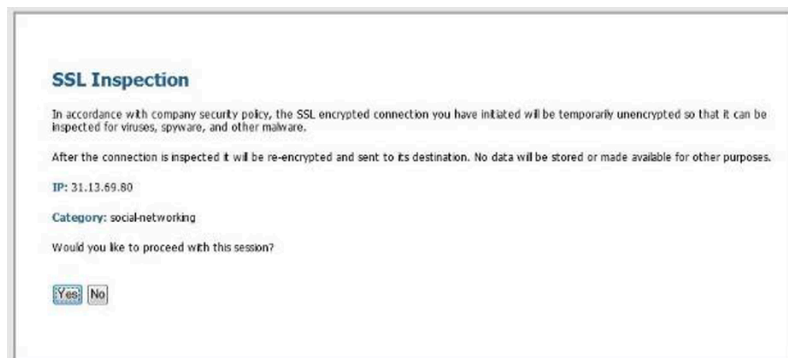 SSL Inspection
In accordance with company security policy, the SSL encrypted connection you have initiated will be temporarily unencrypted so that it can be
inspected for viruses, spyware, and other malware.
After the connection is inspected it will be re-encrypted and sent to its destination. No data will be stored or made available for other purposes.
IP: 31.13.69.80
Category: social-networking
Would you like to proceed with this session?
Yes No